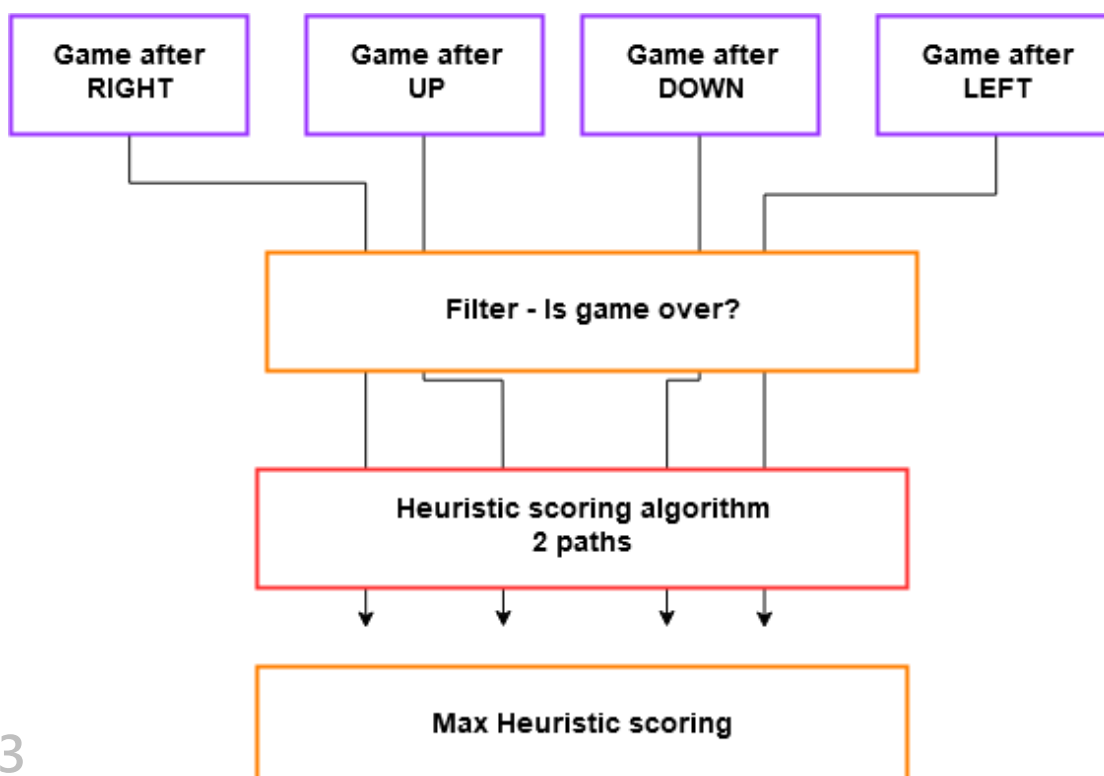 Game after
RIGHT
Game after
UP
Game after
DOWN
Game after
LEFT
Filter - Is game over?
Heuristic scoring algorithm
2 paths
Max Heuristic scoring
3